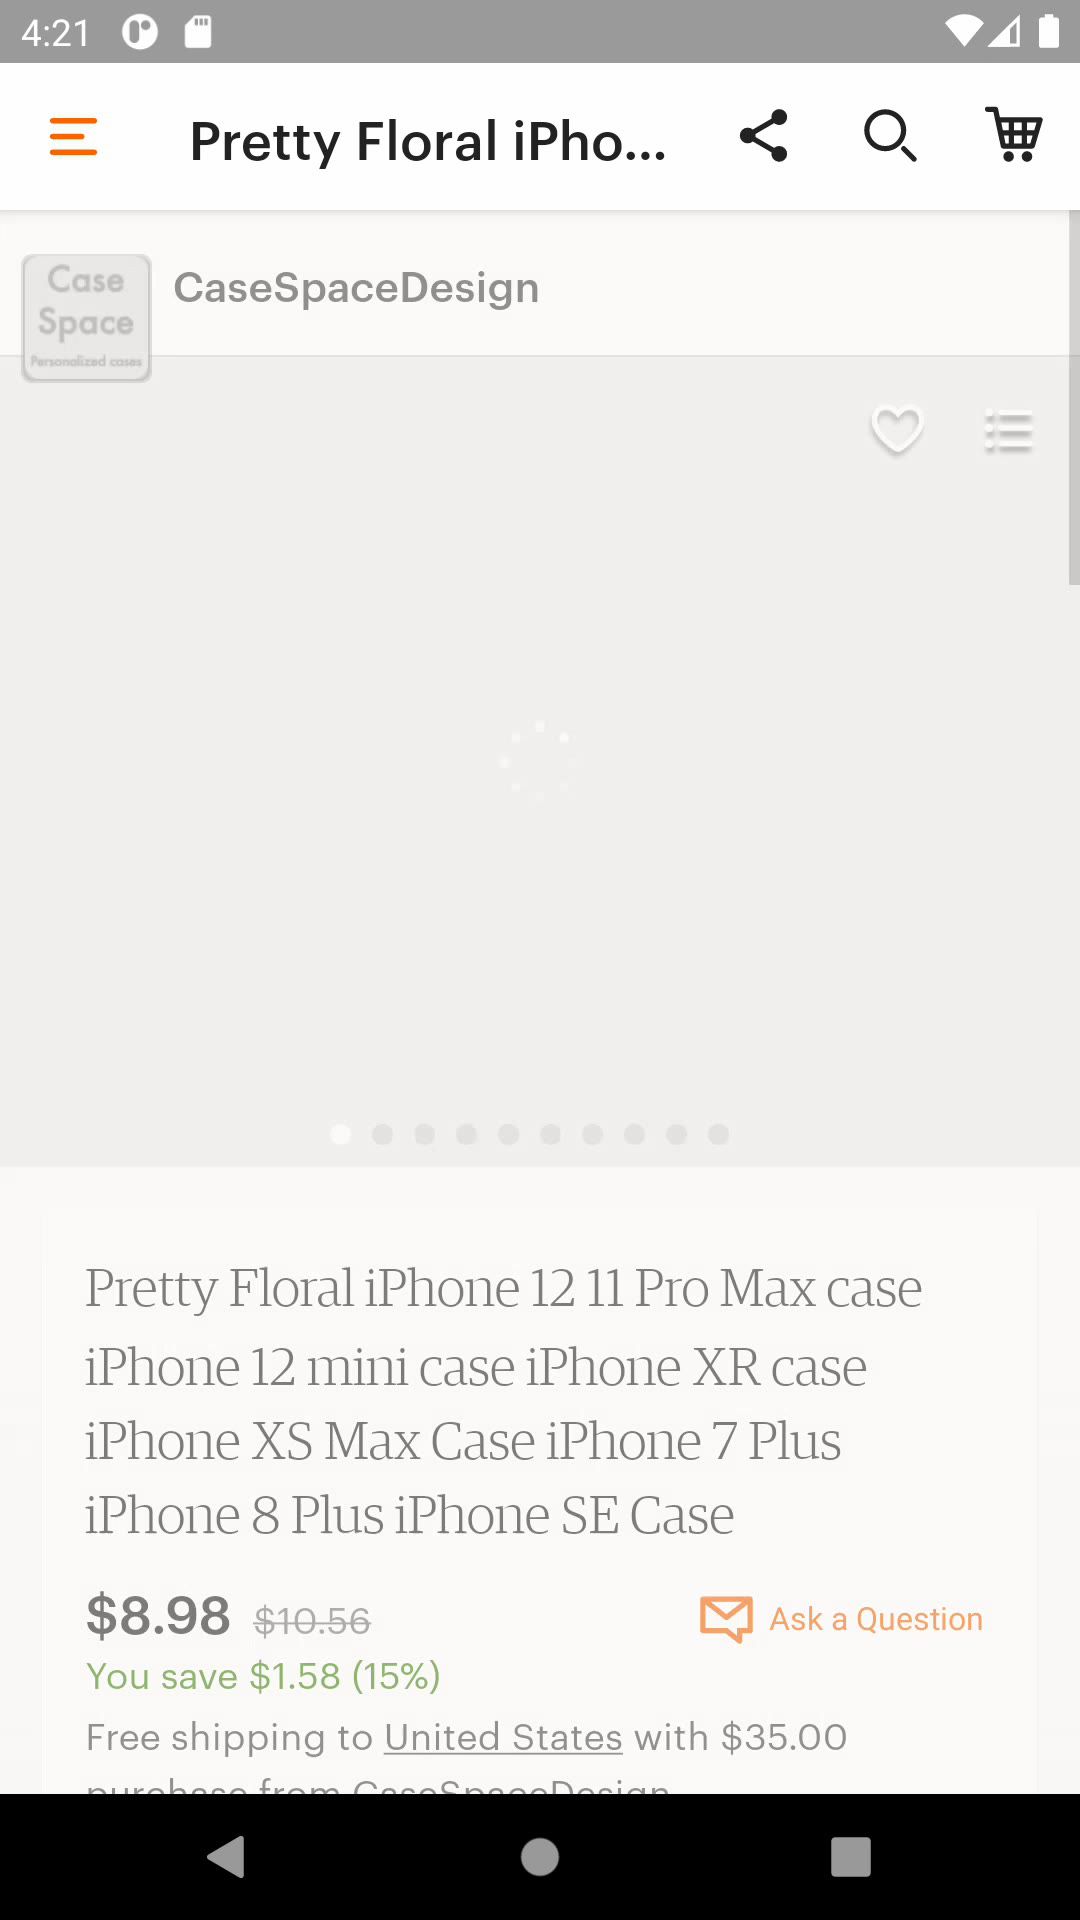 4:21
Pretty Floral iPho...
Case
Space
Personalized cases
CaseSpaceDesign
Pretty Floral iPhone 12 11 Pro Max case
iPhone 12 mini case iPhone XR case
iPhone XS Max Case iPhone 7 Plus
iPhone 8 Plus iPhone SE Case
$8.98 $10.56
Ask a Question
You save $1.58 (15%)
Free shipping to United States with $35.00
purchase from CaseSpaceDesign